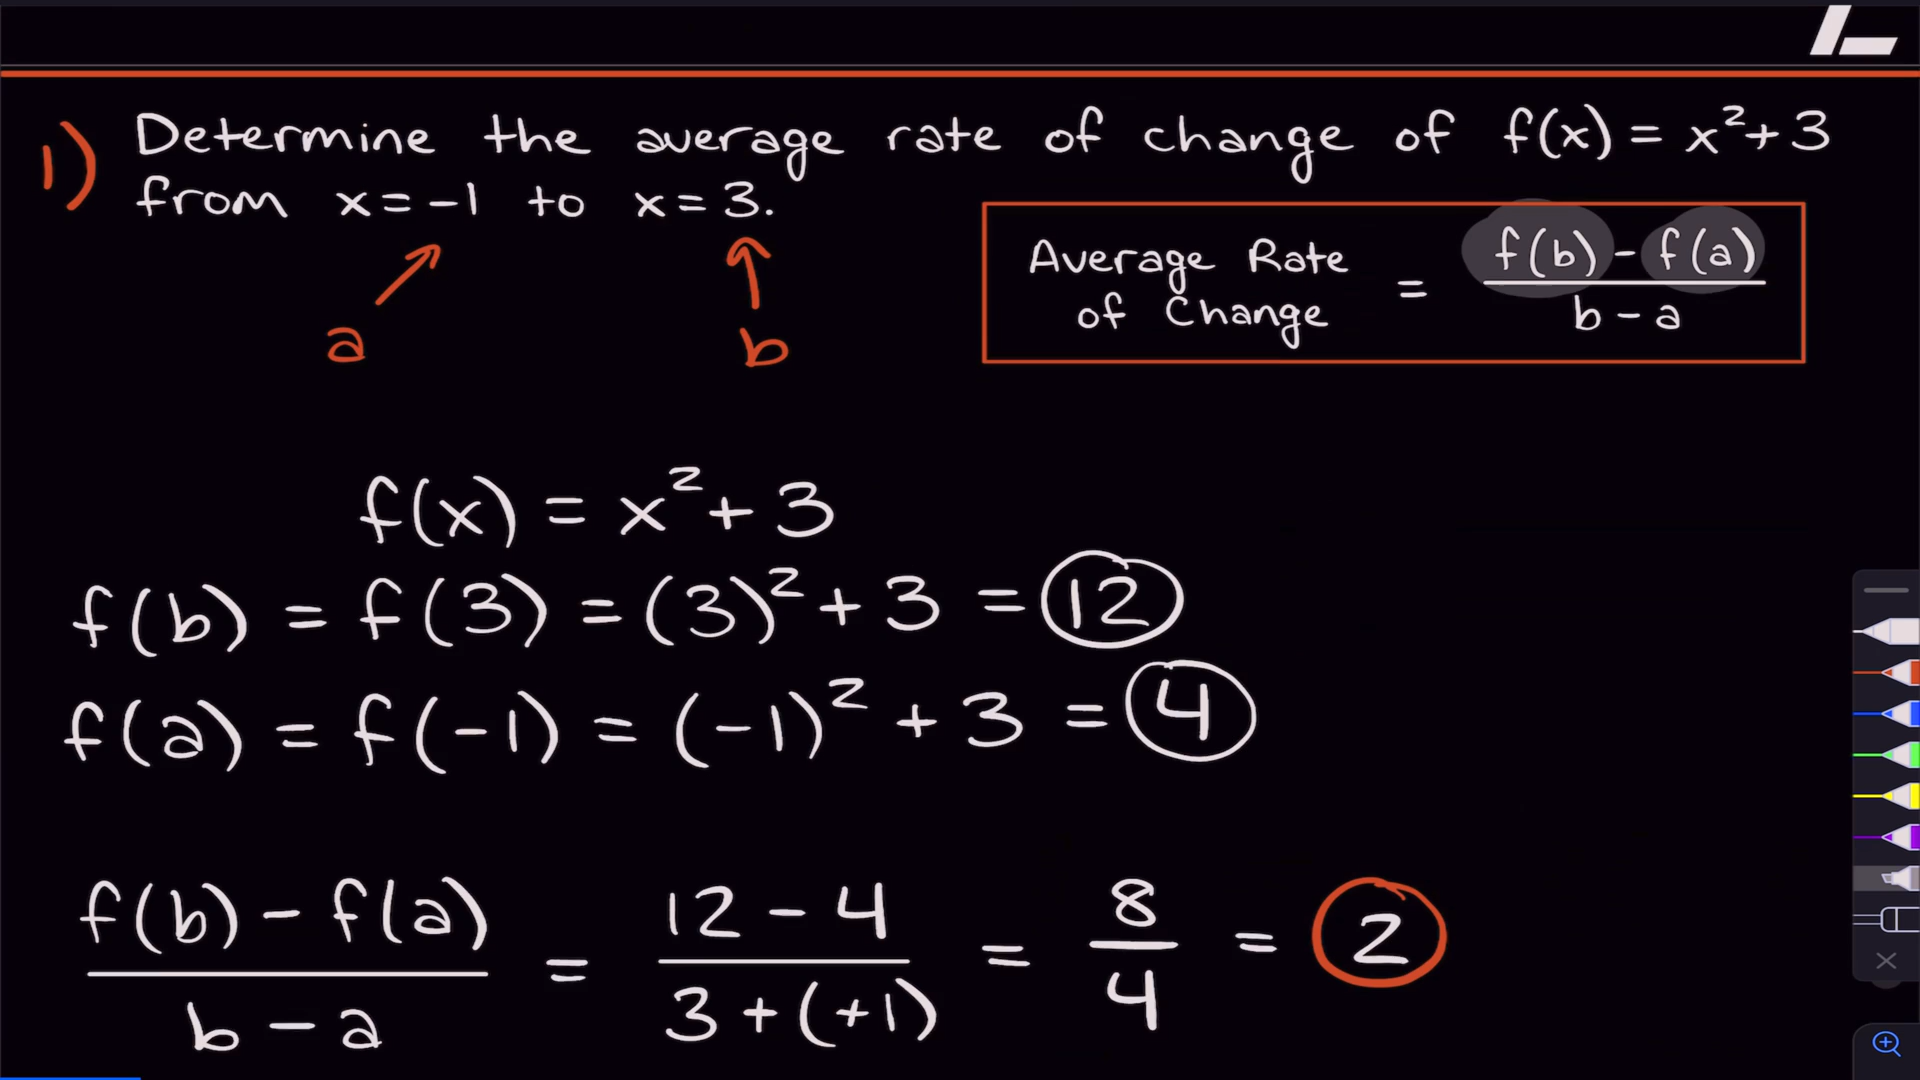 1) Determine the average rate of change of f(x) = x² + 3
from x = -1 to x = 3.
a
b
Average Rate of Change = (f(b) - f(a)) / (b - a)
f(x) = x² + 3
f(b) = f(3) = (3)² + 3 = 12
f(a) = f(-1) = (-1)² + 3 = 4
(f(b) - f(a)) / (b - a) = (12 - 4) / (3 + (+1)) = 8/4 = 2